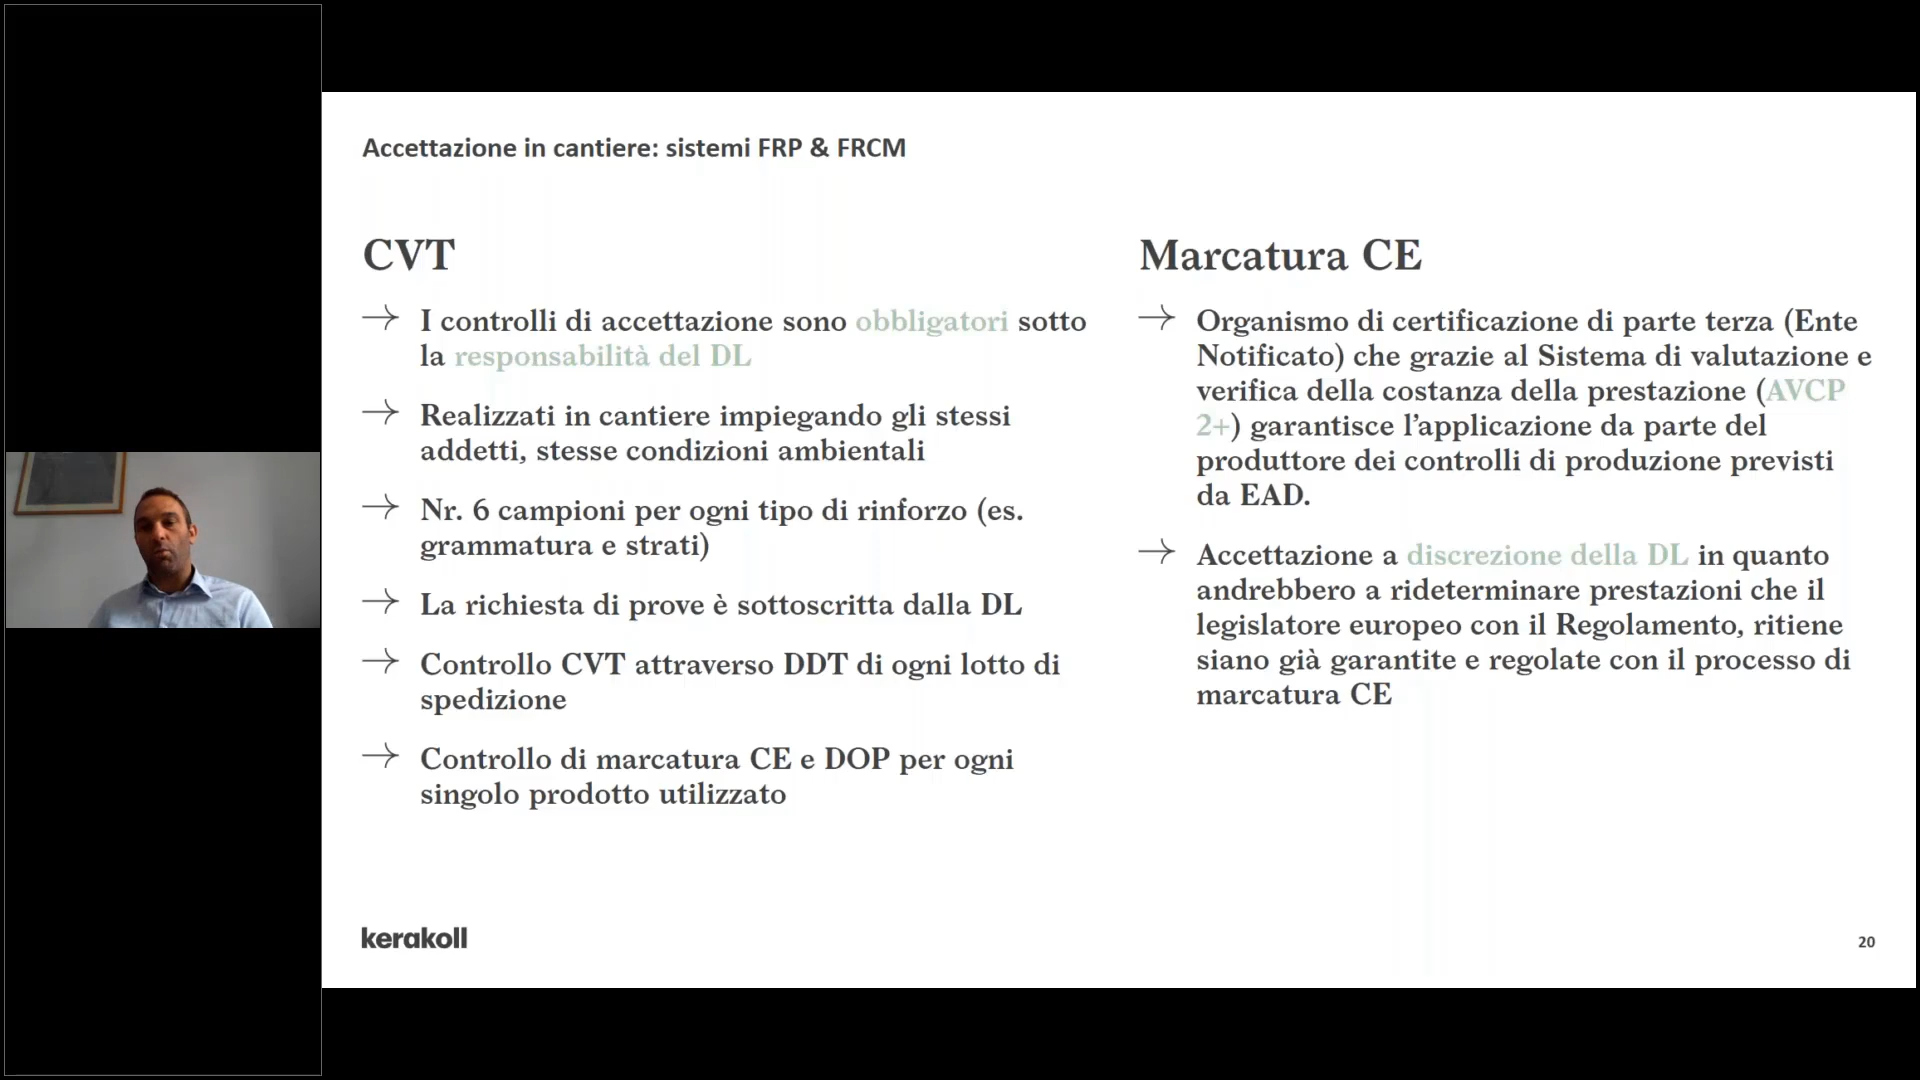 Accettazione in cantiere: sistemi FRP & FRCM
CVT
I controlli di accettazione sono obbligatori sotto
la responsabilità del DL
Realizzati in cantiere impiegando gli stessi
addetti, stesse condizioni ambientali
Nr. 6 campioni per ogni tipo di rinforzo (es.
grammatura e strati)
La richiesta di prove è sottoscritta dalla DL
Controllo CVT attraverso DDT di ogni lotto di
spedizione
Controllo di marcatura CE e DOP per ogni
singolo prodotto utilizzato
Marcatura CE
Organismo di certificazione di parte terza (Ente
Notificato) che grazie al Sistema di valutazione e
verifica della costanza della prestazione (AVCP
2+) garantisce l’applicazione da parte del
produttore dei controlli di produzione previsti
da EAD.
Accettazione a discrezione della DL in quanto
andrebbero a rideterminare prestazioni che il
legislatore europeo con il Regolamento, ritiene
siano già garantite e regolate con il processo di
marcatura CE
kerakoll
20